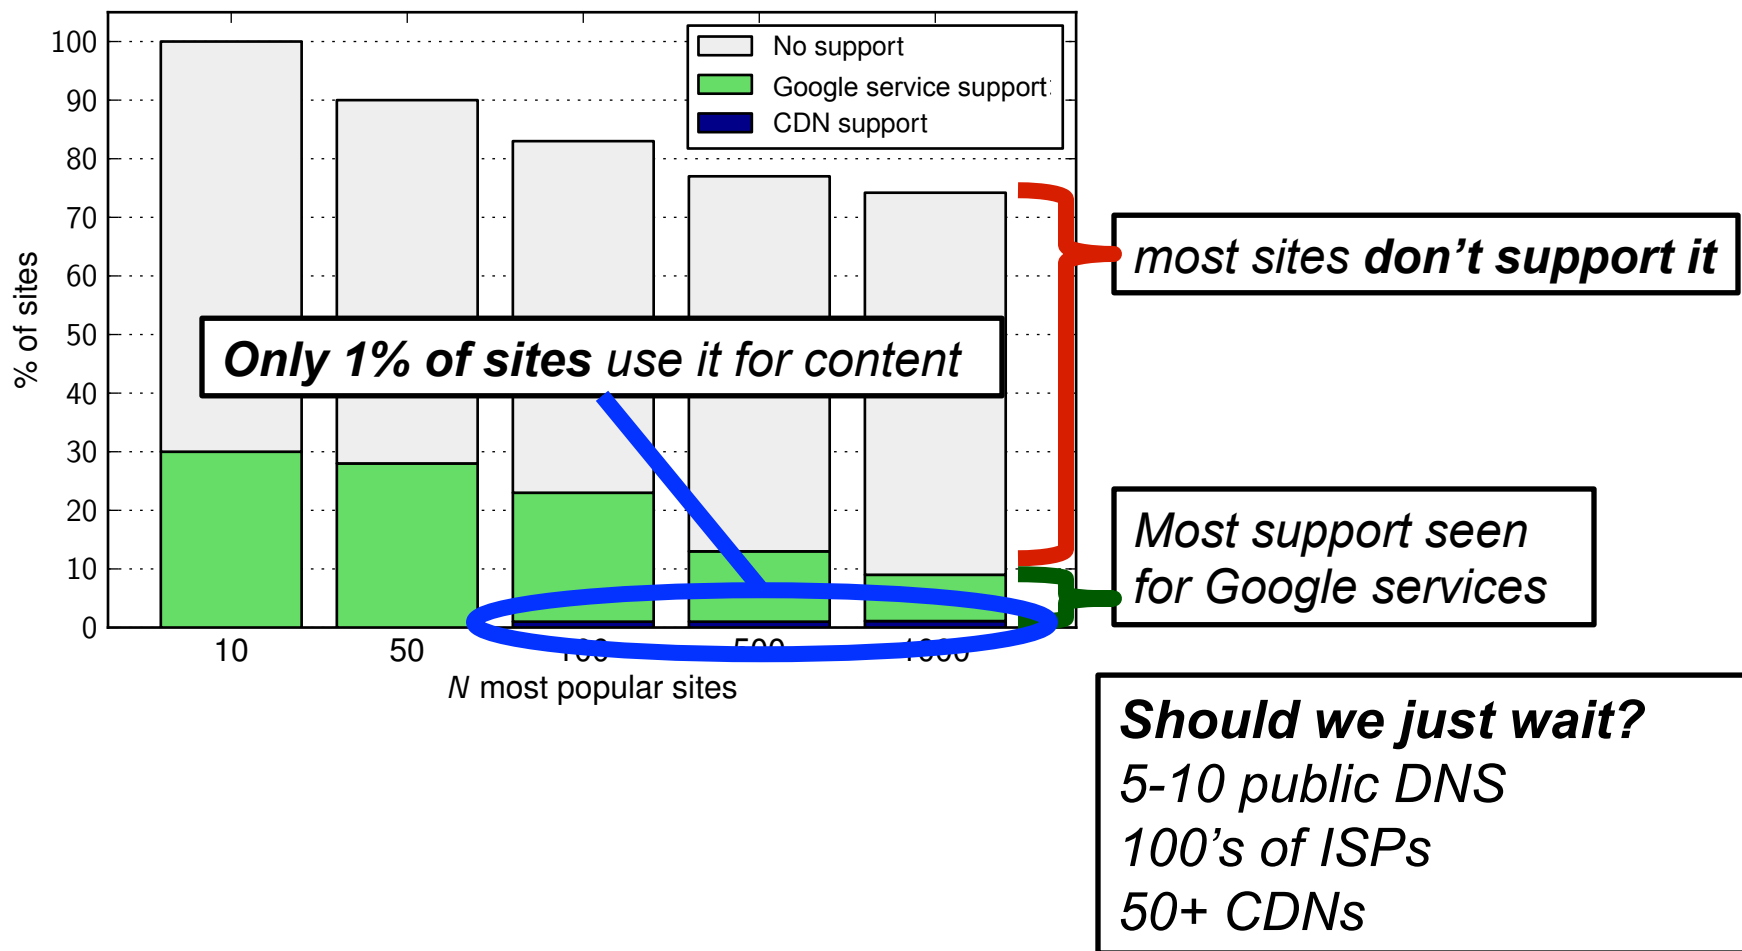 100
90
80
70
60
50
40
30
20
10
0
% of sites
No support
Google service support
CDN support
Only 1% of sites use it for content
10 50 100 500 1000
N most popular sites
most sites don't support it
Most support seen
for Google services
Should we just wait?
5-10 public DNS
100's of ISPs
50+ CDNs